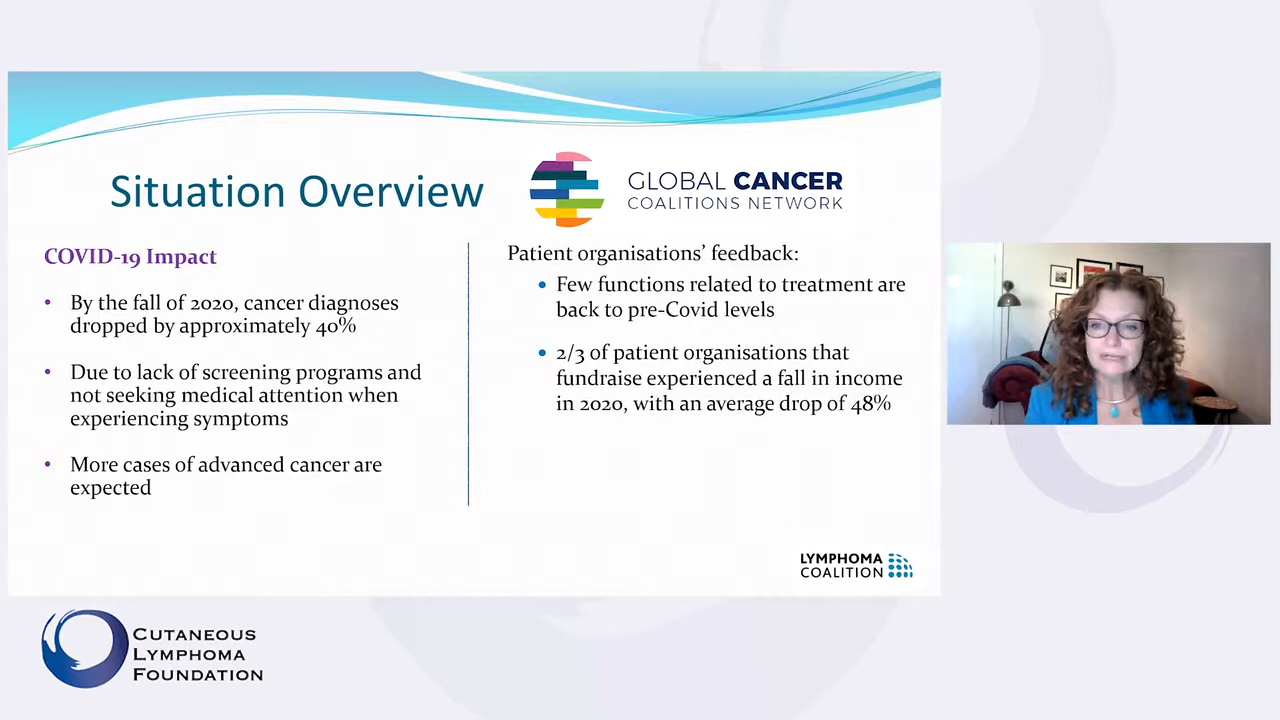 Situation Overview
GLOBAL CANCER
COALITIONS NETWORK
COVID-19 Impact
• By the fall of 2020, cancer diagnoses
dropped by approximately 40%
• Due to lack of screening programs and
not seeking medical attention when
experiencing symptoms
• More cases of advanced cancer are
expected
Patient organisations’ feedback:
• Few functions related to treatment are
back to pre-Covid levels
• 2/3 of patient organisations that
fundraise experienced a fall in income
in 2020, with an average drop of 48%
LYMPHOMA
COALITION
CUTANEOUS
LYMPHOMA
FOUNDATION